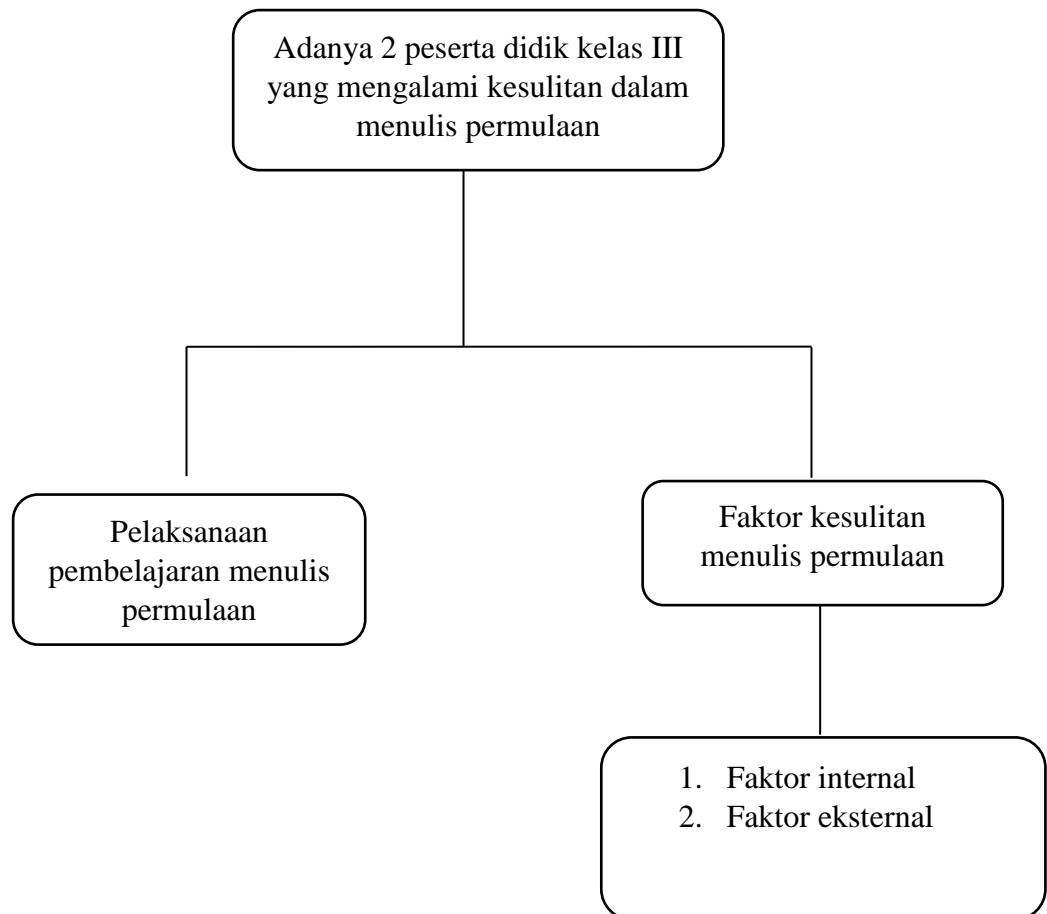 Adanya 2 peserta didik kelas III
yang mengalami kesulitan dalam
menulis permulaan
Pelaksanaan
pembelajaran menulis
permulaan
Faktor kesulitan
menulis permulaan
1. Faktor internal
2. Faktor eksternal